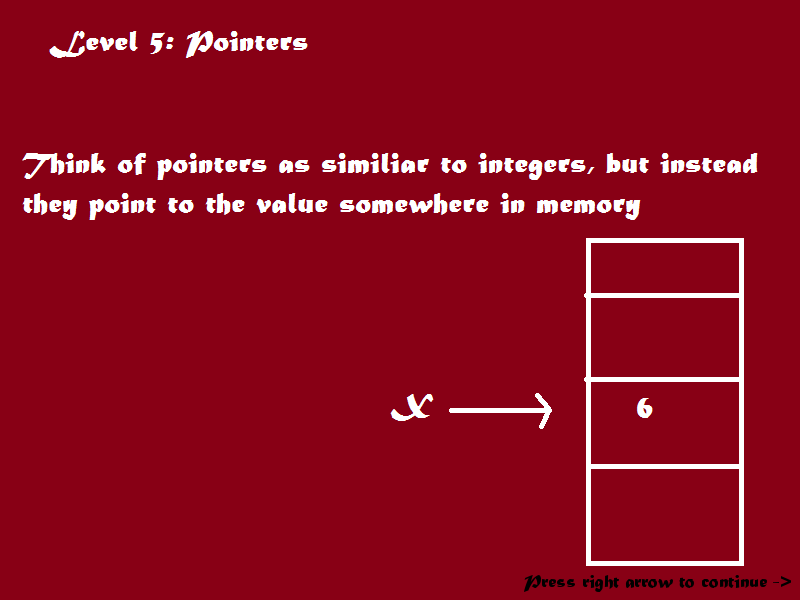 Level 5: Pointers
Think of pointers as similiar to integers, but instead
they point to the value somewhere in memory
X
6
Press right arrow to continue ->